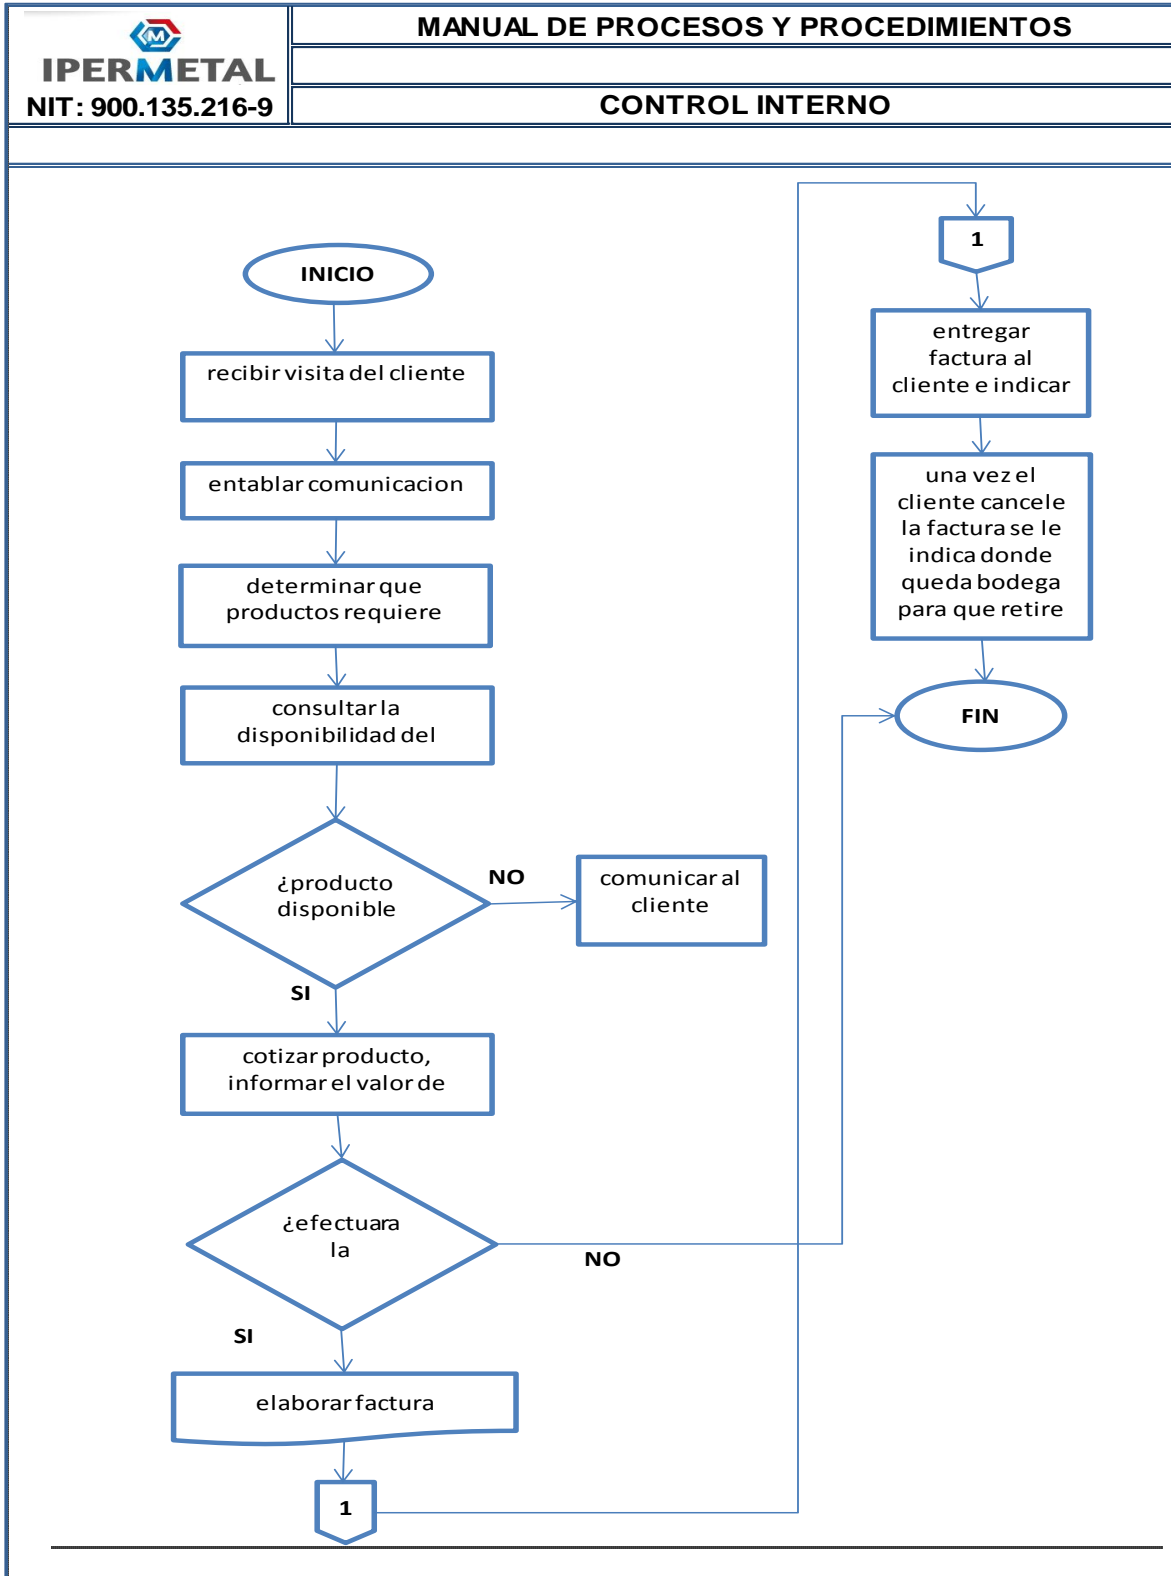 IPERMETAL
NIT: 900.135.216-9
MANUAL DE PROCESOS Y PROCEDIMIENTOS
CONTROL INTERNO
INICIO
recibir visita del cliente
entablar comunicacion
determinar que
productos requiere
consultar la
disponibilidad del
¿producto
disponible
NO
comunicar al
cliente
SI
cotizar producto,
informar el valor de
¿efectuara
la
NO
SI
elaborar factura
1
1
entregar
factura al
cliente e indicar
una vez el
cliente cancele
la factura se le
indica donde
queda bodega
para que retire
FIN